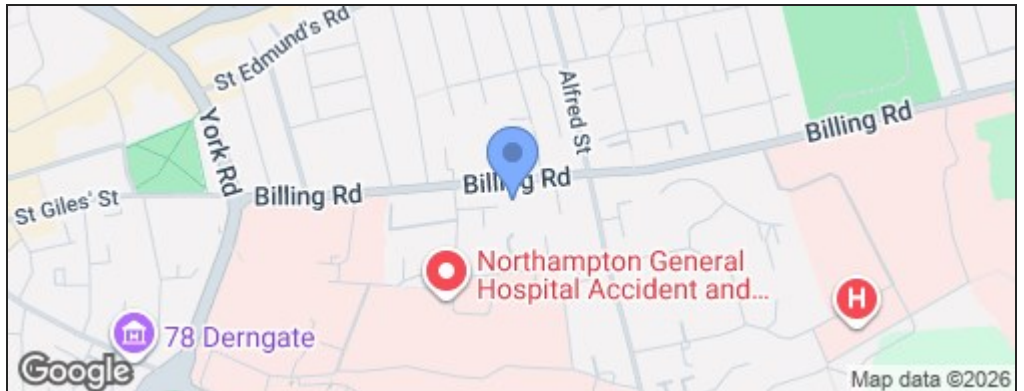 St Edmund's Rd
Alfred St
York Rd
Billing Rd
Billing Rd
Billing Rd
St Giles' St
Northampton General
Hospital Accident and...
H
78 Derngate
Google
Map data ©2026